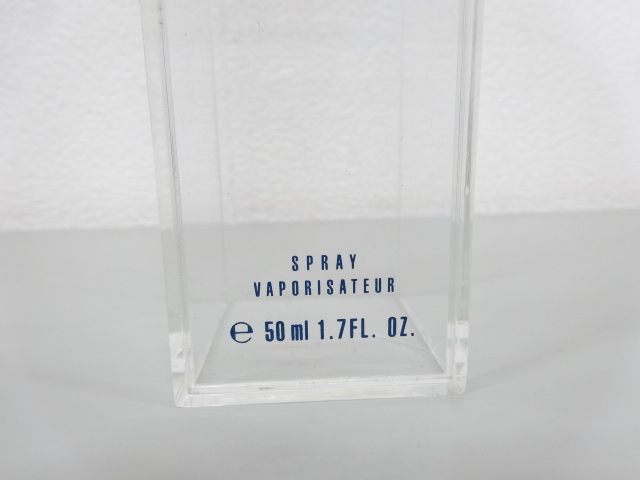 SPRAY
VAPORISATEUR
℮ 50 ml 1.7FL. OZ.